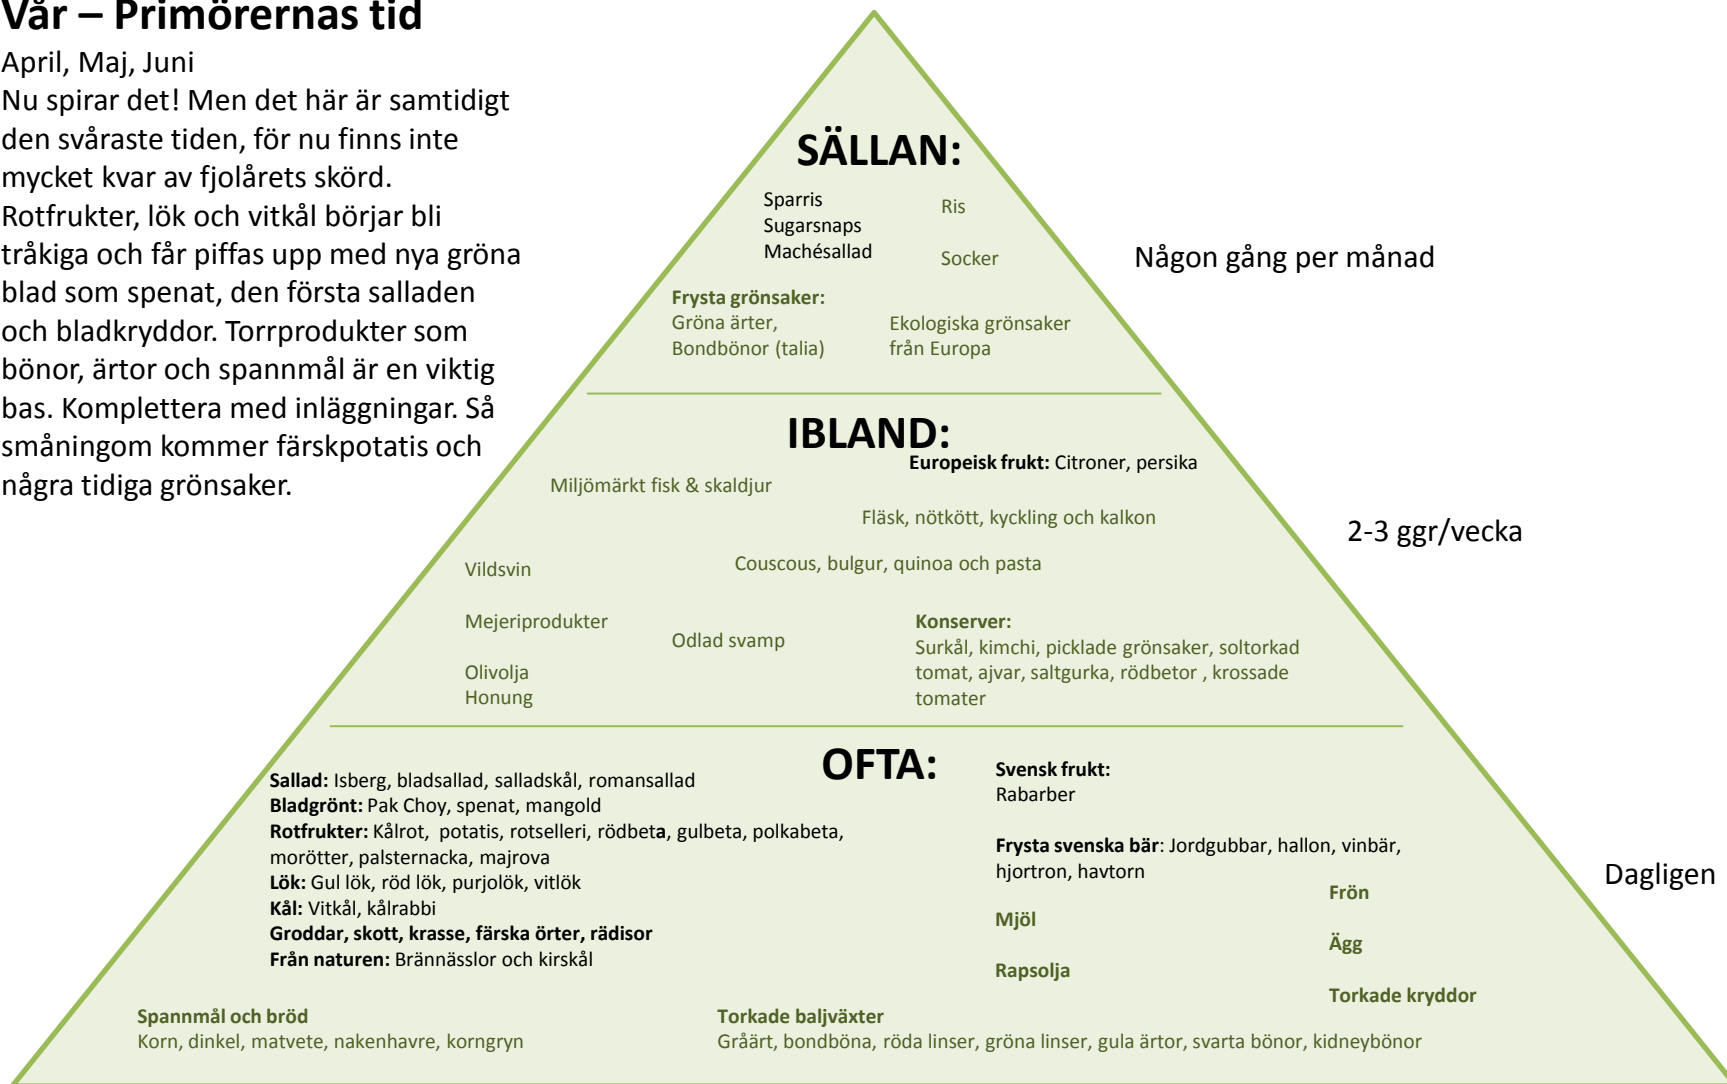 Vår – Primörernas tid
April, Maj, Juni
Nu spirar det! Men det här är samtidigt
den svåraste tiden, för nu finns inte
mycket kvar av fjolårets skörd.
Rotfrukter, lök och vitkål börjar bli
tråkiga och får piffas upp med nya gröna
blad som spenat, den första salladen
och bladkryddor. Torrprodukter som
bönor, ärtor och spannmål är en viktig
bas. Komplettera med inläggningar. Så
småningom kommer färskpotatis och
några tidiga grönsaker.
SÄLLAN:
Sparris
Sugarsnaps
Machésallad
Ris
Socker
Frysta grönsaker:
Gröna ärter,
Bondbönor (talia)
Ekologiska grönsaker
från Europa
Någon gång per månad
IBLAND:
Europeisk frukt: Citroner, persika
Miljömärkt fisk & skaldjur
Fläsk, nötkött, kyckling och kalkon
Couscous, bulgur, quinoa och pasta
Vildsvin
Mejeriprodukter
Odlad svamp
Olivolja
Honung
Konserver:
Surkål, kimchi, picklade grönsaker, soltorkad
tomat, ajvar, saltgurka, rödbetor , krossade
tomater
2-3 ggr/vecka
OFTA:
Sallad: Isberg, bladsallad, salladskål, romansallad
Bladgrönt: Pak Choy, spenat, mangold
Rotfrukter: Kålrot, potatis, rotselleri, rödbeta, gulbeta, polkabeta,
morötter, palsternacka, majrova
Lök: Gul lök, röd lök, purjolök, vitlök
Kål: Vitkål, kålrabbi
Groddar, skott, krasse, färska örter, rädisor
Från naturen: Brännässlor och kirskål
Svensk frukt:
Rabarber
Frysta svenska bär: Jordgubbar, hallon, vinbär,
hjortron, havtorn
Mjöl
Rapsolja
Frön
Ägg
Torkade kryddor
Dagligen
Spannmål och bröd
Korn, dinkel, matvete, nakenhavre, korngryn
Torkade baljväxter
Gråärt, bondböna, röda linser, gröna linser, gula ärtor, svarta bönor, kidneybönor